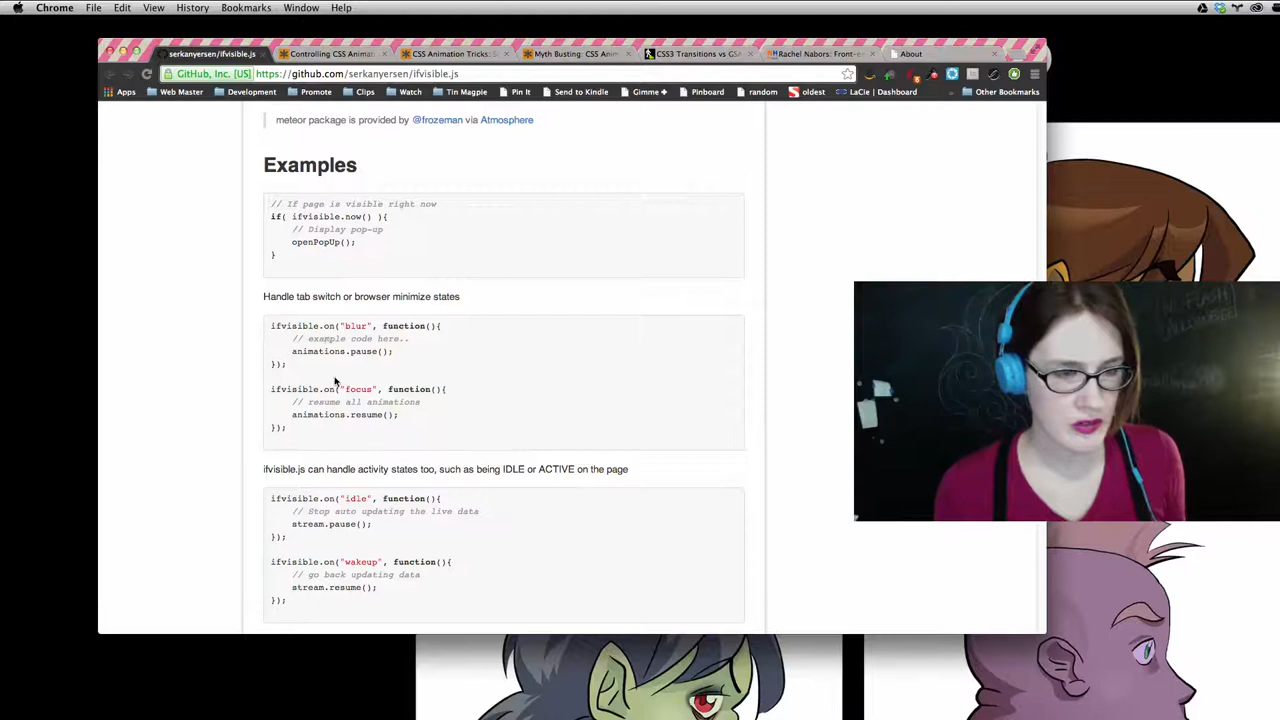 Chrome File Edit View History Bookmarks Window Help
serkanyersen/ifvisible.js Controlling CSS Animat CSS Animation Tricks: S Myth Busting: CSS Anim CSS3 Transitions vs GS Rachel Nabors: Front-e About
GitHub, Inc. [US] https://github.com/serkanyersen/ifvisible.js
Apps Web Master Development Promote Clips Watch Tin Magpie Pin It Send to Kindle Gimme + Pinboard random oldest LaCie | Dashboard » Other Bookmarks
meteor package is provided by @frozeman via Atmosphere
Examples
// If page is visible right now
if( ifvisible.now() ){
// Display pop-up
openPopUp();
}
Handle tab switch or browser minimize states
ifvisible.on("blur", function(){
// example code here..
animations.pause();
});
ifvisible.on("focus", function(){
// resume all animations
animations.resume();
});
ifvisible.js can handle activity states too, such as being IDLE or ACTIVE on the page
ifvisible.on("idle", function(){
// Stop auto updating the live data
stream.pause();
});
ifvisible.on("wakeup", function(){
// go back updating data
stream.resume();
});